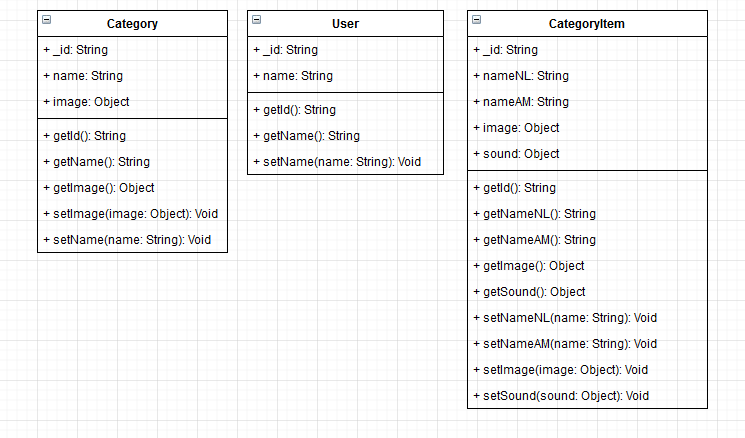 Category
+ _id: String
+ name: String
+ image: Object
+ getId(): String
+ getName(): String
+ getImage(): Object
+ setImage(image: Object): Void
+ setName(name: String): Void
User
+ _id: String
+ name: String
+ getId(): String
+ getName(): String
+ setName(name: String): Void
CategoryItem
+ _id: String
+ nameNL: String
+ nameAM: String
+ image: Object
+ sound: Object
+ getId(): String
+ getNameNL(): String
+ getNameAM(): String
+ getImage(): Object
+ getSound(): Object
+ setNameNL(name: String): Void
+ setNameAM(name: String): Void
+ setImage(image: Object): Void
+ setSound(sound: Object): Void